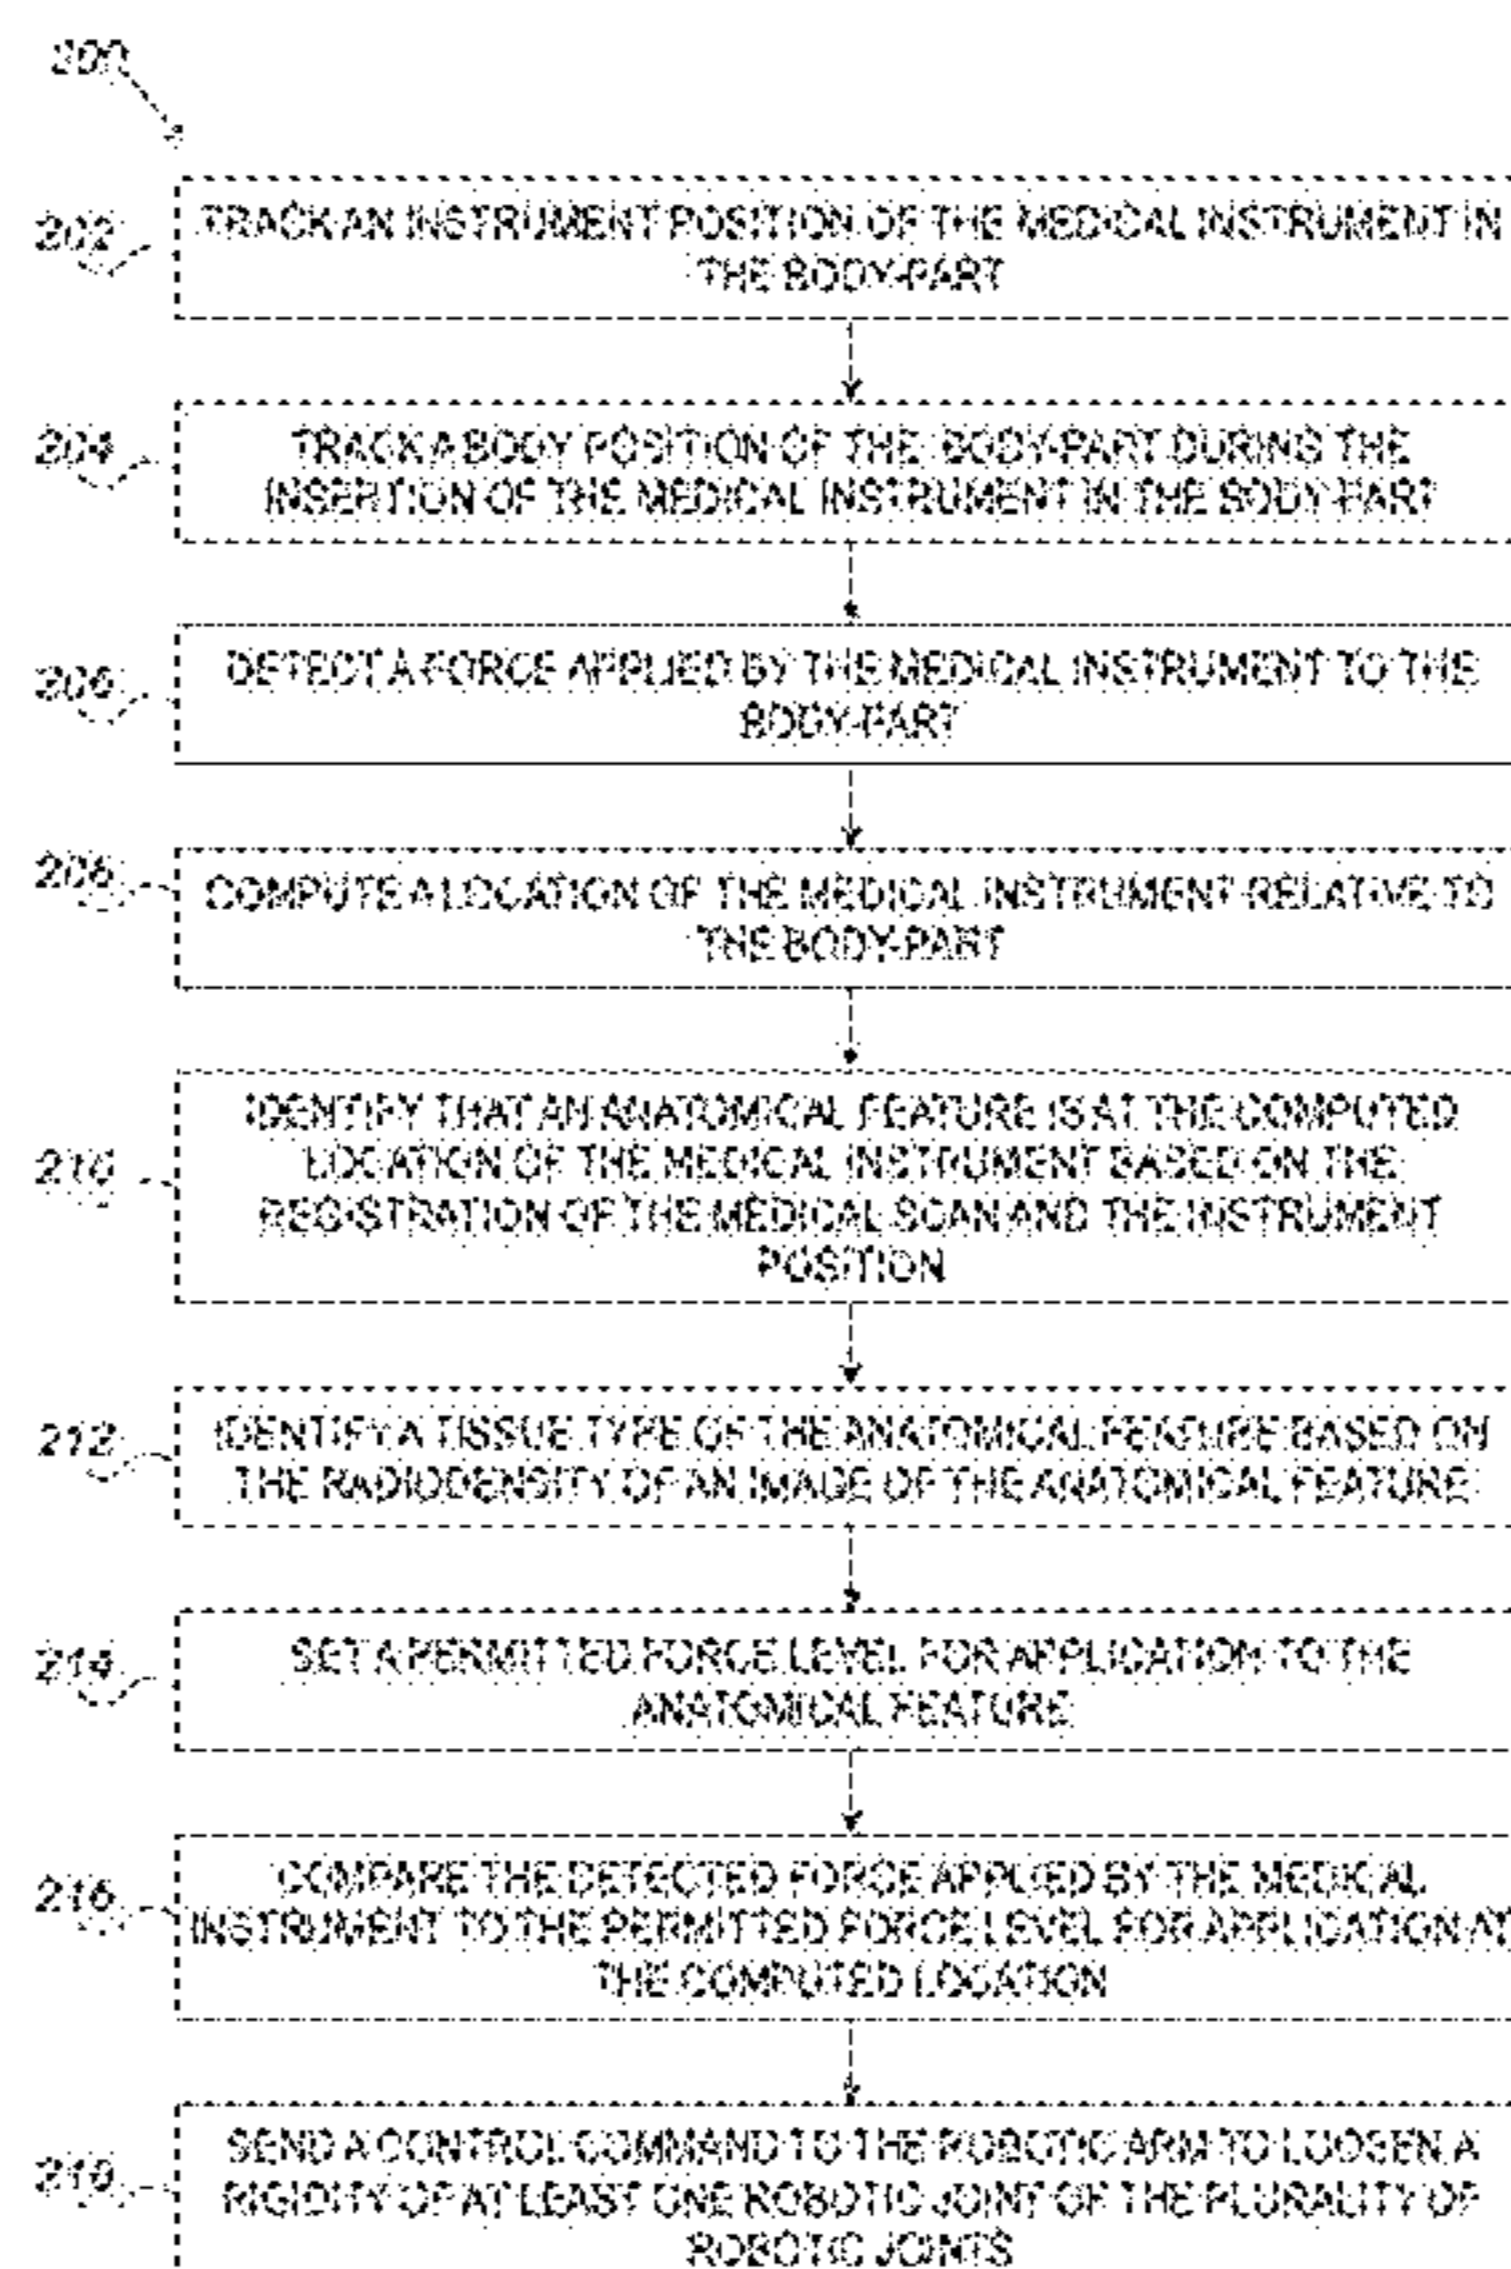 200
202
TRACK AN INSTRUMENT POSITION OF THE MEDICAL INSTRUMENT IN
THE BODY-PART
204
TRACK A BODY POSITION OF THE BODY-PART DURING THE
INSERTION OF THE MEDICAL INSTRUMENT IN THE BODY-PART
206
DETECT A FORCE APPLIED BY THE MEDICAL INSTRUMENT TO THE
BODY-PART
208
COMPUTE A LOCATION OF THE MEDICAL INSTRUMENT RELATIVE TO
THE BODY-PART
210
IDENTIFY THAT AN ANATOMICAL FEATURE IS AT THE COMPUTED
LOCATION OF THE MEDICAL INSTRUMENT BASED ON THE
REGISTRATION OF THE MEDICAL SCAN AND THE INSTRUMENT
POSITION
212
IDENTIFY A TISSUE TYPE OF THE ANATOMICAL FEATURE BASED ON
THE RADIODENSITY OF AN IMAGE OF THE ANATOMICAL FEATURE
214
SET A PERMITTED FORCE LEVEL FOR APPLICATION TO THE
ANATOMICAL FEATURE
216
COMPARE THE DETECTED FORCE APPLIED BY THE MEDICAL
INSTRUMENT TO THE PERMITTED FORCE LEVEL FOR APPLICATION AT
THE COMPUTED LOCATION
218
SEND A CONTROL COMMAND TO THE ROBOTIC ARM TO LOOSEN A
RIGIDITY OF AT LEAST ONE ROBOTIC JOINT OF THE PLURALITY OF
ROBOTIC JOINTS